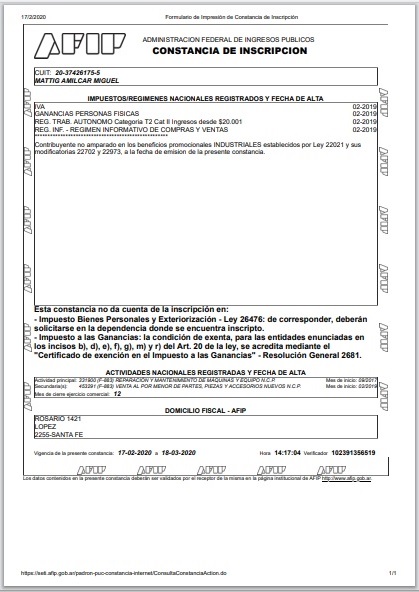 17/2/2020 Formulario de Impresión de Constancia de Inscripción
AFIP
ADMINISTRACION FEDERAL DE INGRESOS PUBLICOS
CONSTANCIA DE INSCRIPCION
CUIT: 20-37426175-5
MATTIG AMILCAR MIGUEL
IMPUESTOS/REGIMENES NACIONALES REGISTRADOS Y FECHA DE ALTA
IVA 02-2019
GANANCIAS PERSONAS FISICAS 02-2019
REG. TRAB. AUTONOMO Categoria T2 Cat II Ingresos desde $20.001 02-2019
REG. INF. - REGIMEN INFORMATIVO DE COMPRAS Y VENTAS 02-2019
Contribuyente no amparado en los beneficios promocionales INDUSTRIALES establecidos por Ley 22021 y sus
modificatorias 22702 y 22973, a la fecha de emision de la presente constancia.
Esta constancia no da cuenta de la inscripción en:
- Impuesto Bienes Personales y Exteriorización - Ley 26476: de corresponder, deberán
solicitarse en la dependencia donde se encuentra inscripto.
- Impuesto a las Ganancias: la condición de exenta, para las entidades enunciadas en
los incisos b), d), e), f), g), m) y r) del Art. 20 de la ley, se acredita mediante el
"Certificado de exención en el Impuesto a las Ganancias" - Resolución General 2681.
ACTIVIDADES NACIONALES REGISTRADAS Y FECHA DE ALTA
Actividad principal: 331900 (F-883) REPARACIÓN Y MANTENIMIENTO DE MÁQUINAS Y EQUIPO N.C.P. Mes de inicio: 09/2017
Secundaria(s): 453291 (F-883) VENTA AL POR MENOR DE PARTES, PIEZAS Y ACCESORIOS NUEVOS N.C.P. Mes de inicio: 02/2019
Mes de cierre ejercicio comercial: 12
DOMICILIO FISCAL - AFIP
ROSARIO 1421
LOPEZ
2255-SANTA FE
Vigencia de la presente constancia: 17-02-2020 a 18-03-2020 Hora 14:17:04 Verificador 102391356519
AFIP AFIP AFIP AFIP AFIP
Los datos contenidos en la presente constancia deberán ser validados por el receptor de la misma en la página institucional de AFIP http://www.afip.gob.ar.
https://seti.afip.gob.ar/padron-puc-constancia-internet/ConsultaConstanciaAction.do 1/1